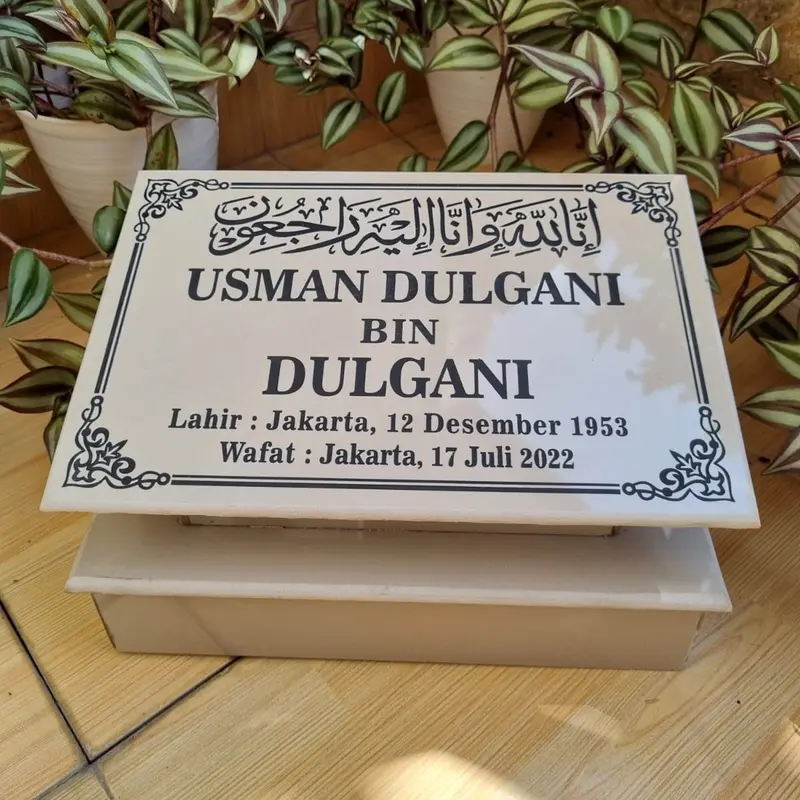 إِنَّا لِلَّهِ وَإِنَّا إِلَيْهِ رَاجِعُونَ
USMAN DULGANI
BIN
DULGANI
Lahir : Jakarta, 12 Desember 1953
Wafat : Jakarta, 17 Juli 2022